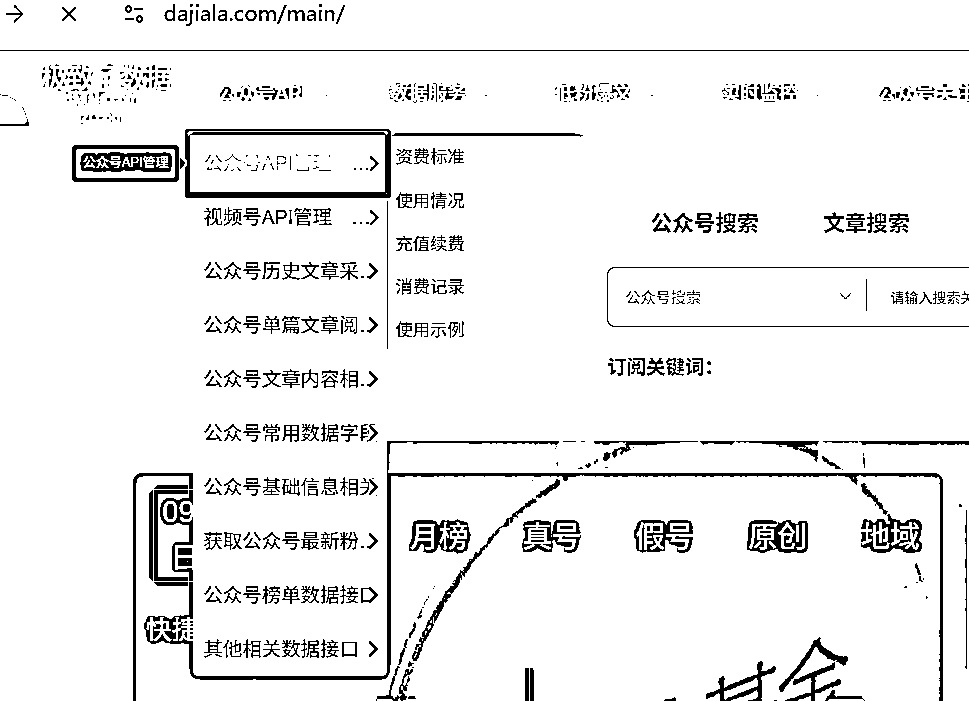 dajiala.com/main/
极致了数据
公众号API 数据服务 低粉爆文 实时监控
公众号API管理
公众号API管理 ...
视频号API管理 ...
公众号历史文章采..
公众号单篇文章阅..
公众号文章内容相..
公众号常用数据字段
公众号基础信息相关
获取公众号最新粉..
公众号榜单数据接口
其他相关数据接口
资费标准
使用情况
充值续费
消费记录
使用示例
公众号搜索 文章搜索
公众号搜索 请输入搜索关
订阅关键词：
09
月榜 真号 假号 原创 地域
快捷
基金